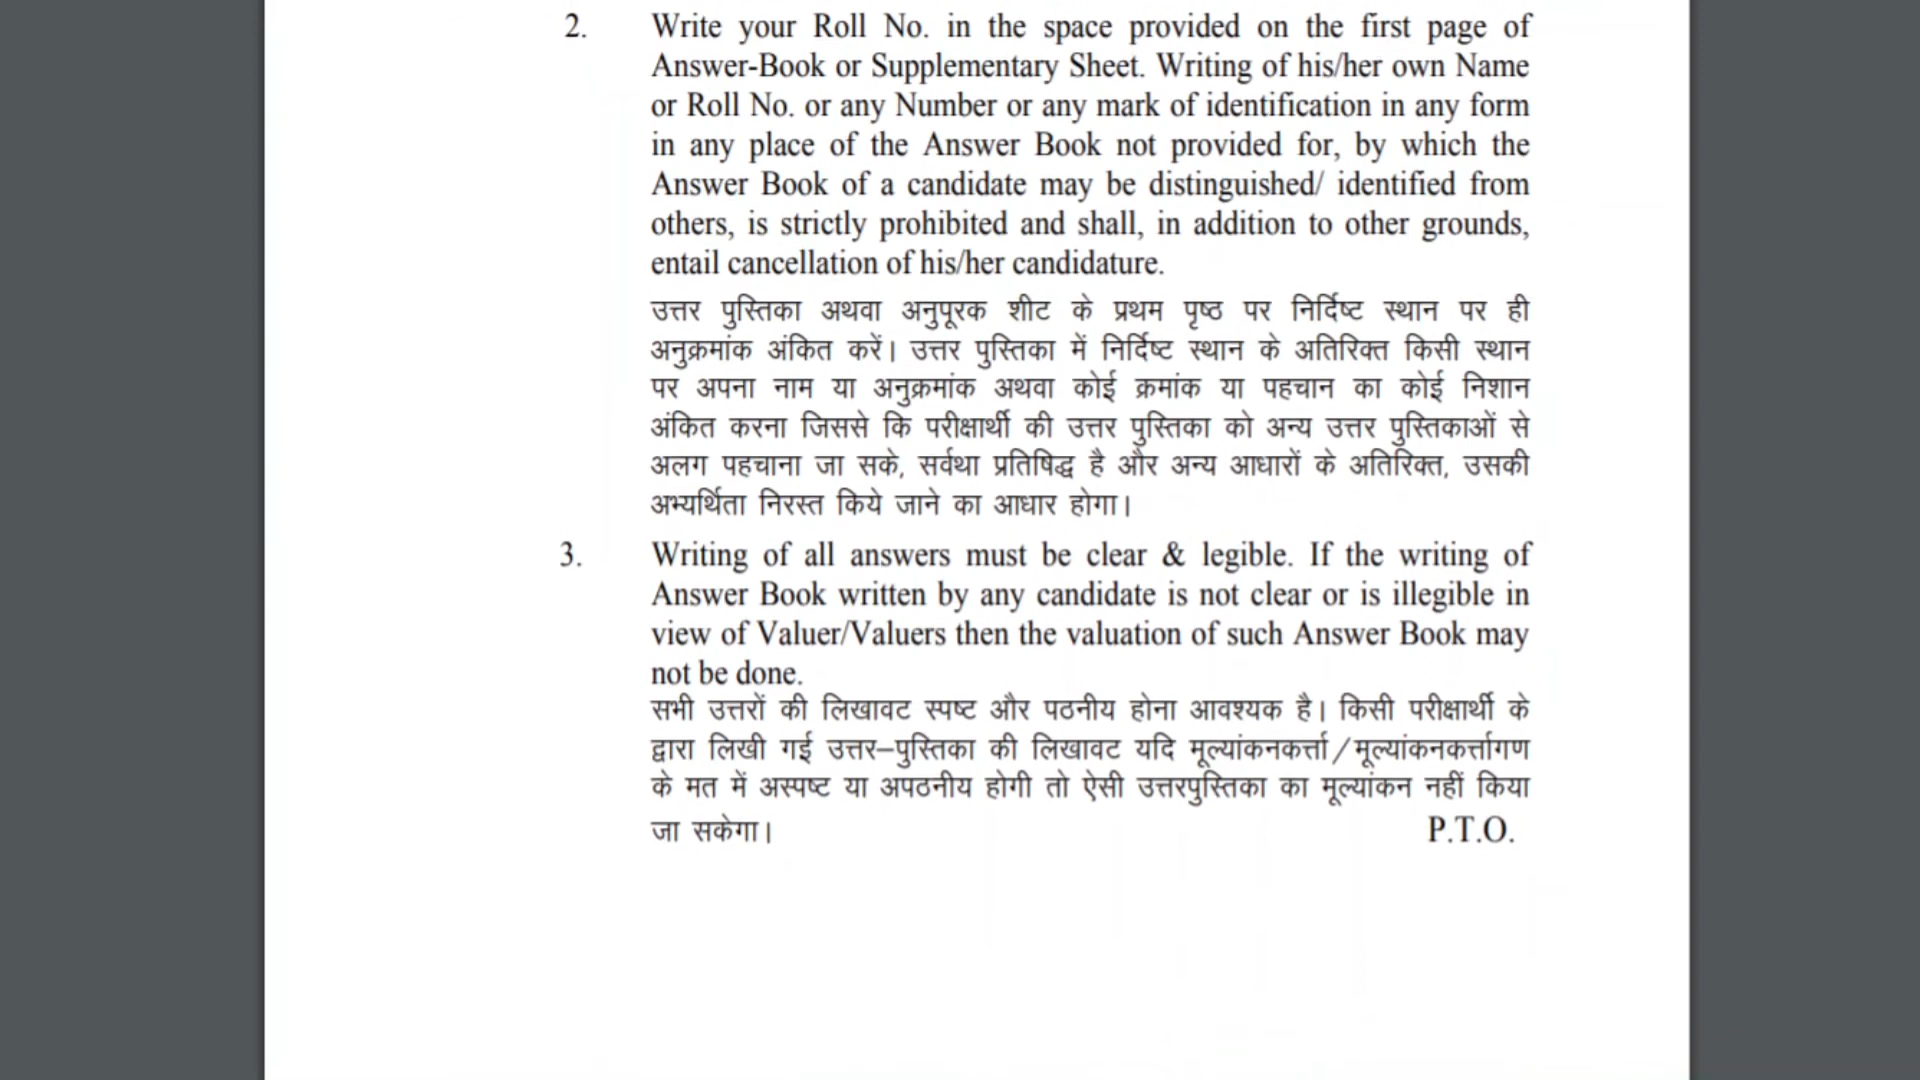 2. Write your Roll No. in the space provided on the first page of
Answer-Book or Supplementary Sheet. Writing of his/her own Name
or Roll No. or any Number or any mark of identification in any form
in any place of the Answer Book not provided for, by which the
Answer Book of a candidate may be distinguished/ identified from
others, is strictly prohibited and shall, in addition to other grounds,
entail cancellation of his/her candidature.
उत्तर पुस्तिका अथवा अनुपूरक शीट के प्रथम पृष्ठ पर निर्दिष्ट स्थान पर ही
अनुक्रमांक अंकित करें। उत्तर पुस्तिका में निर्दिष्ट स्थान के अतिरिक्त किसी स्थान
पर अपना नाम या अनुक्रमांक अथवा कोई क्रमांक या पहचान का कोई निशान
अंकित करना जिससे कि परीक्षार्थी की उत्तर पुस्तिका को अन्य उत्तर पुस्तिकाओं से
अलग पहचाना जा सके, सर्वथा प्रतिषिद्ध है और अन्य आधारों के अतिरिक्त, उसकी
अभ्यर्थिता निरस्त किये जाने का आधार होगा।
3. Writing of all answers must be clear & legible. If the writing of
Answer Book written by any candidate is not clear or is illegible in
view of Valuer/Valuers then the valuation of such Answer Book may
not be done.
सभी उत्तरों की लिखावट स्पष्ट और पठनीय होना आवश्यक है। किसी परीक्षार्थी के
द्वारा लिखी गई उत्तर–पुस्तिका की लिखावट यदि मूल्यांकनकर्त्ता/मूल्यांकनकर्त्तागण
के मत में अस्पष्ट या अपठनीय होगी तो ऐसी उत्तरपुस्तिका का मूल्यांकन नहीं किया
जा सकेगा। P.T.O.